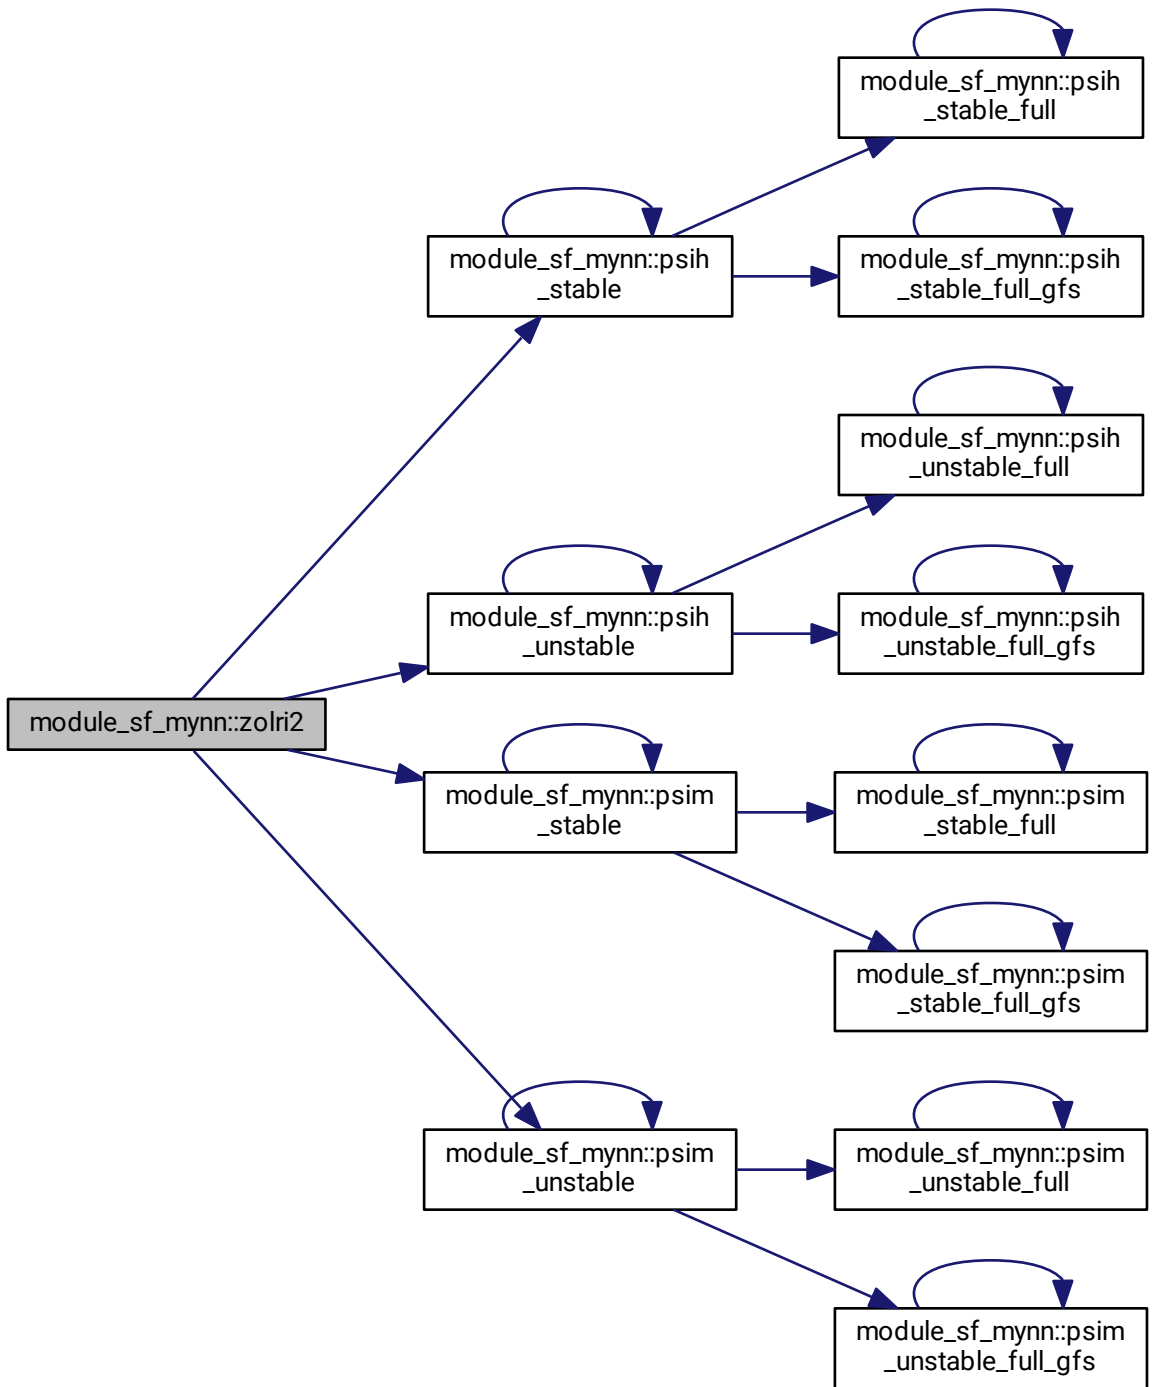 module_sf_mynn::psih
_stable_full
module_sf_mynn::psih
_stable
module_sf_mynn::psih
_stable_full_gfs
module_sf_mynn::psih
_unstable_full
module_sf_mynn::psih
_unstable
module_sf_mynn::psih
_unstable_full_gfs
module_sf_mynn::zolri2
module_sf_mynn::psim
_stable
module_sf_mynn::psim
_stable_full
module_sf_mynn::psim
_stable_full_gfs
module_sf_mynn::psim
_unstable
module_sf_mynn::psim
_unstable_full
module_sf_mynn::psim
_unstable_full_gfs